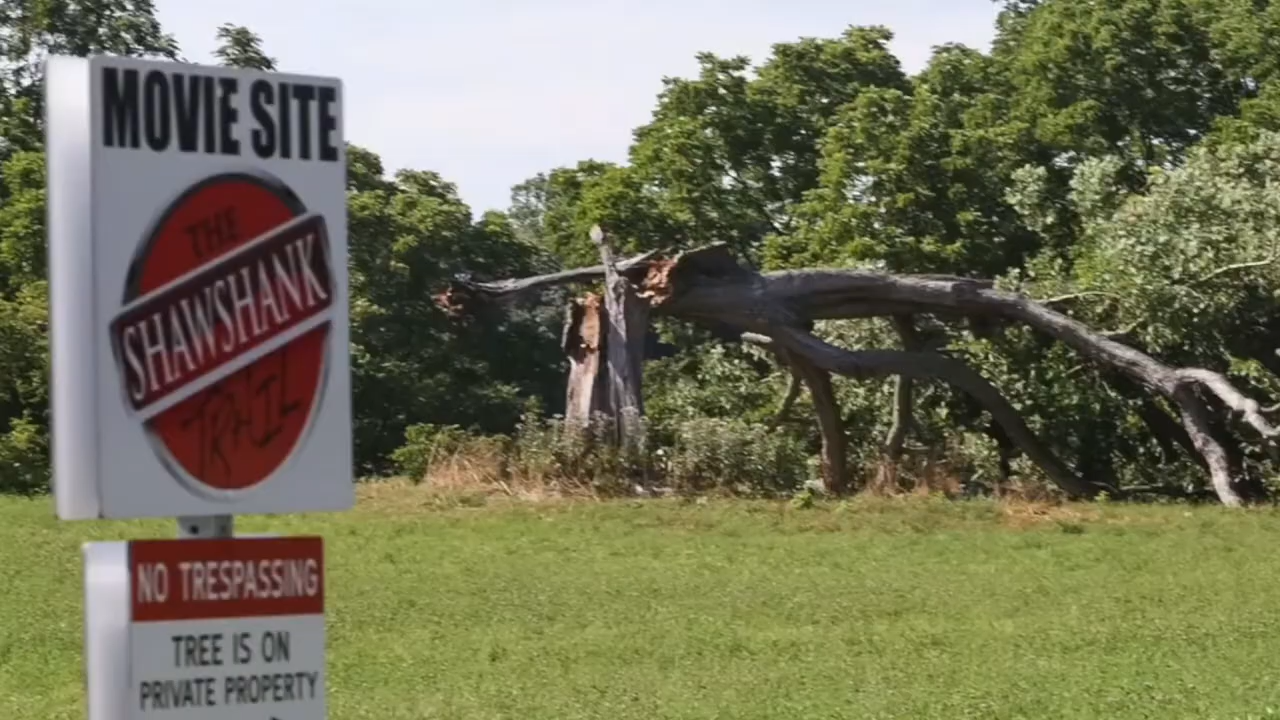 MOVIE SITE
THE
SHAWSHANK
TRAIL
NO TRESPASSING
TREE IS ON
PRIVATE PROPERTY